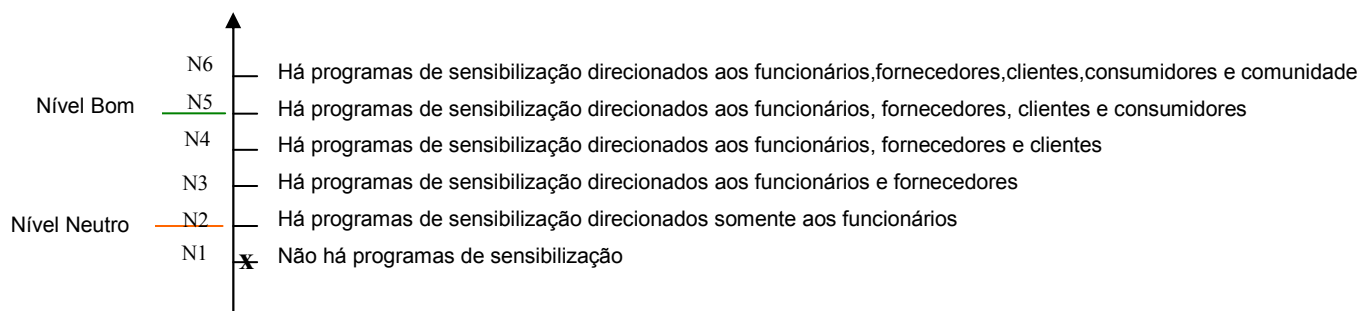 N6 Há programas de sensibilização direcionados aos funcionários,fornecedores,clientes,consumidores e comunidade
Nível Bom N5 Há programas de sensibilização direcionados aos funcionários, fornecedores, clientes e consumidores
N4 Há programas de sensibilização direcionados aos funcionários, fornecedores e clientes
N3 Há programas de sensibilização direcionados aos funcionários e fornecedores
Nível Neutro N2 Há programas de sensibilização direcionados somente aos funcionários
N1 x Não há programas de sensibilização